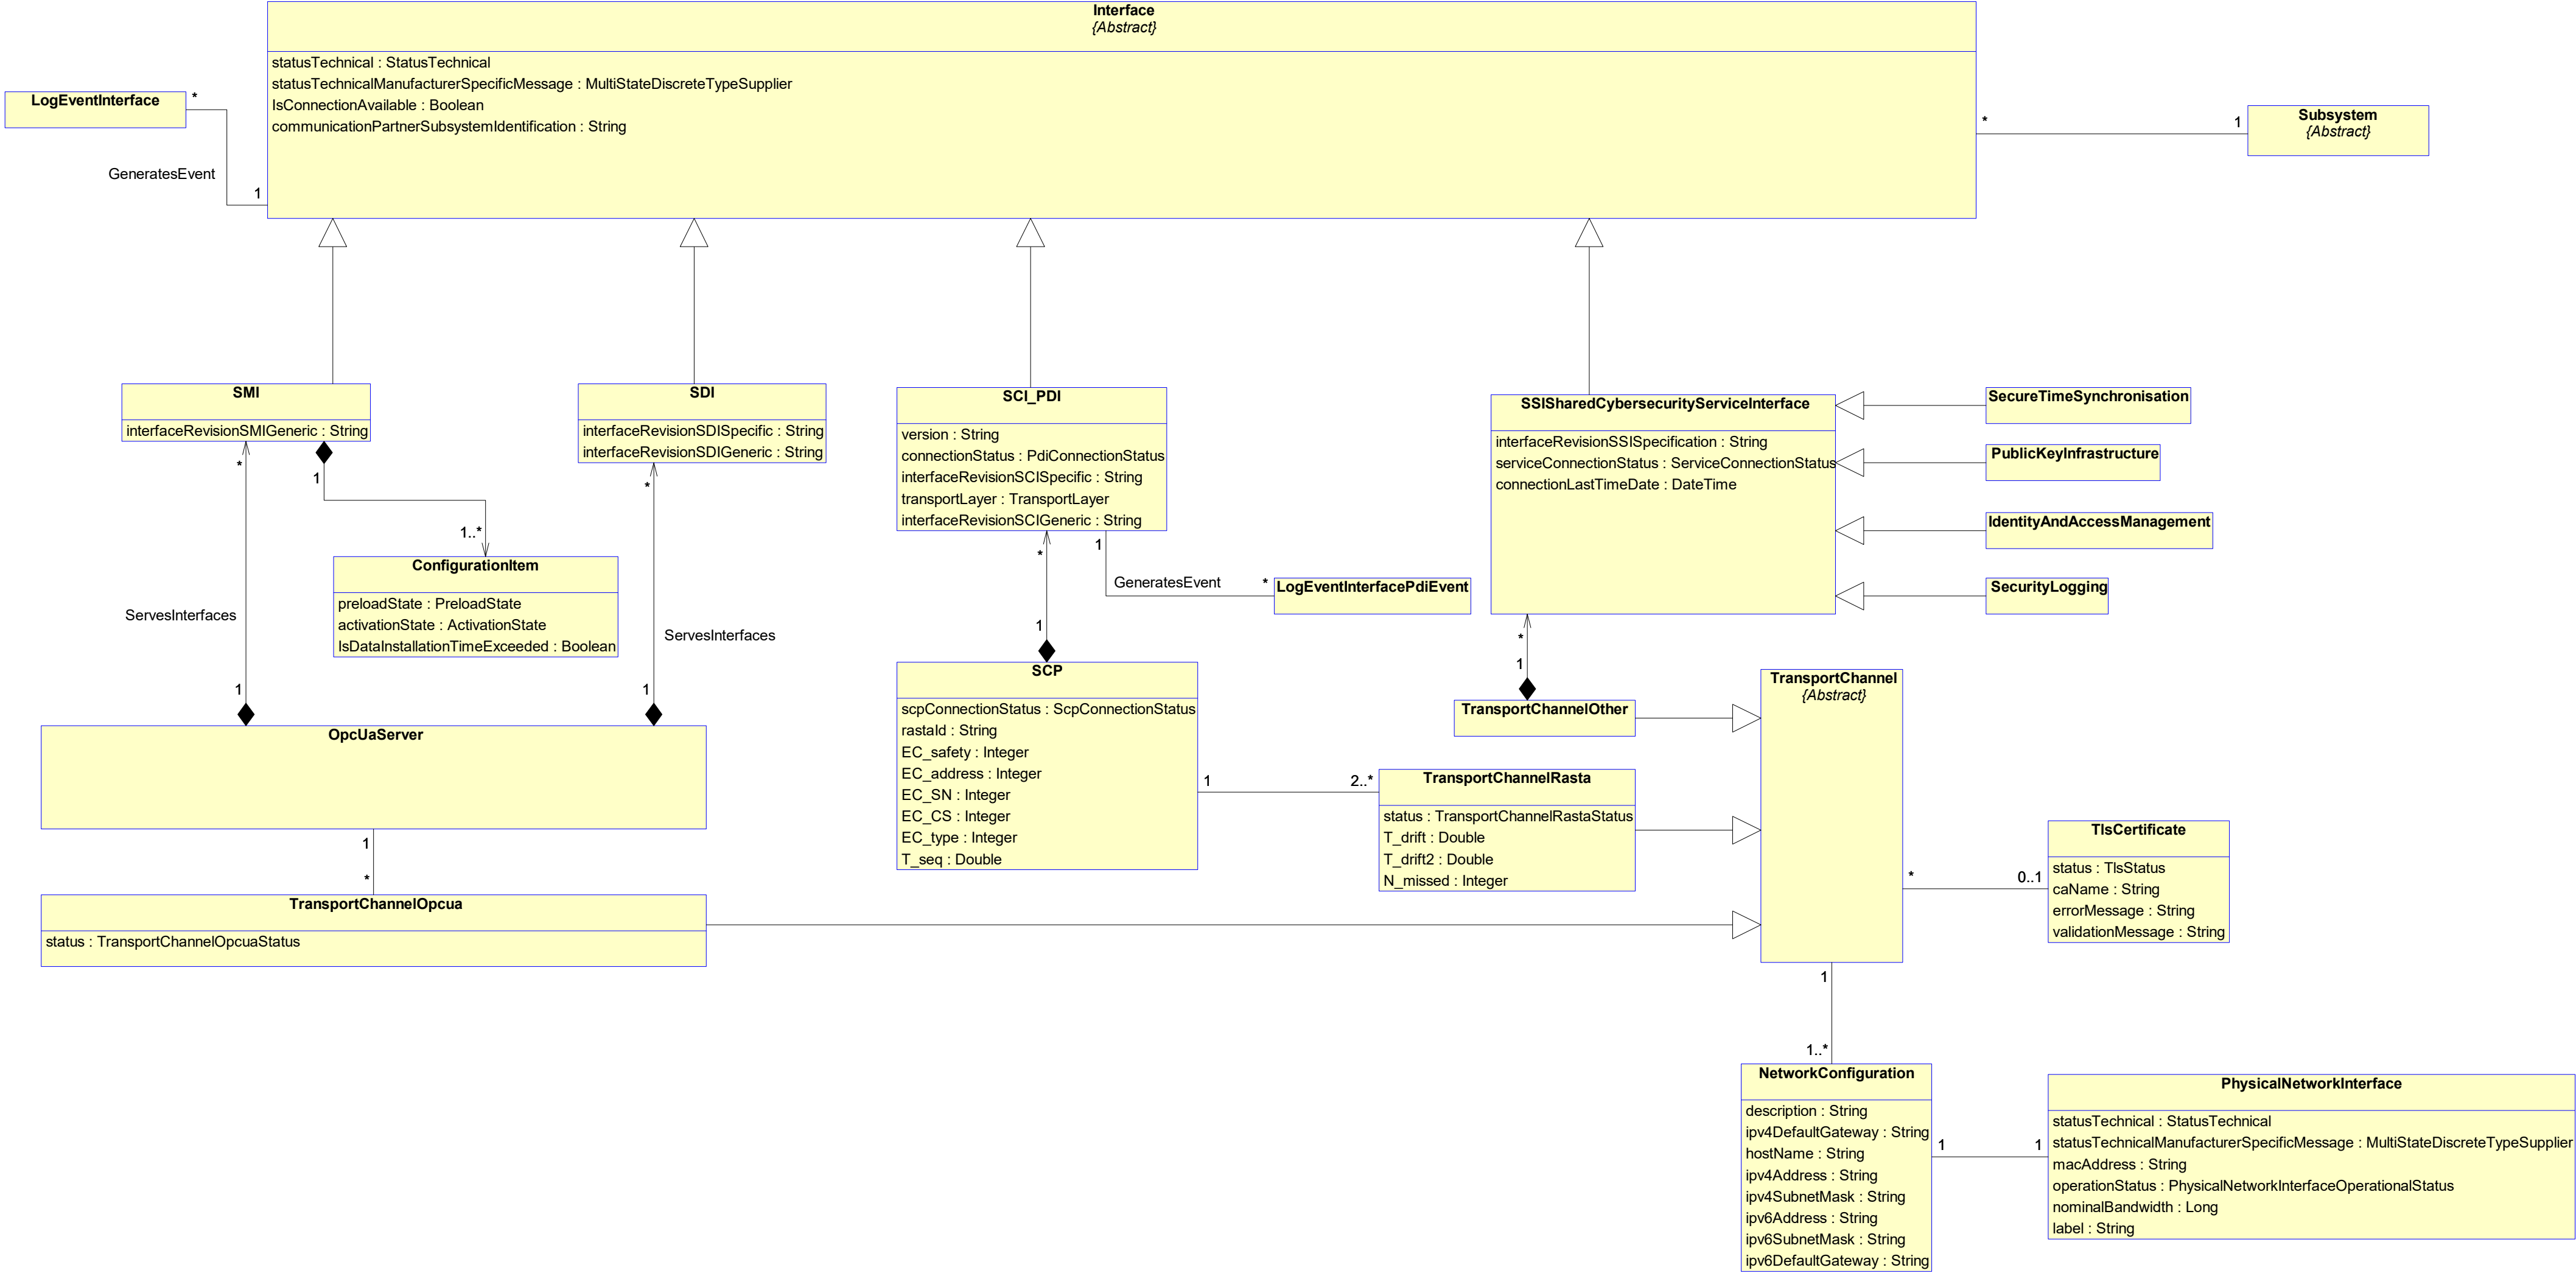 Interface
{Abstract}
statusTechnical : StatusTechnical
statusTechnicalManufacturerSpecificMessage : MultiStateDiscreteTypeSupplier
IsConnectionAvailable : Boolean
communicationPartnerSubsystemIdentification : String
LogEventInterface
*
GeneratesEvent
1
*
1
Subsystem
{Abstract}
SMI
interfaceRevisionSMIGeneric : String
SDI
interfaceRevisionSDISpecific : String
interfaceRevisionSDIGeneric : String
SCI_PDI
version : String
connectionStatus : PdiConnectionStatus
interfaceRevisionSCISpecific : String
transportLayer : TransportLayer
interfaceRevisionSCIGeneric : String
SSISharedCybersecurityServiceInterface
interfaceRevisionSSISpecification : String
serviceConnectionStatus : ServiceConnectionStatus
connectionLastTimeDate : DateTime
SecureTimeSynchronisation
PublicKeyInfrastructure
IdentityAndAccessManagement
SecurityLogging
*
1
1..*
ConfigurationItem
preloadState : PreloadState
activationState : ActivationState
IsDataInstallationTimeExceeded : Boolean
ServesInterfaces
1
*
ServesInterfaces
1
*
1
1
GeneratesEvent
*
LogEventInterfacePdiEvent
*
1
OpcUaServer
1
*
TransportChannelOpcua
status : TransportChannelOpcuaStatus
SCP
scpConnectionStatus : ScpConnectionStatus
rastaId : String
EC_safety : Integer
EC_address : Integer
EC_SN : Integer
EC_CS : Integer
EC_type : Integer
T_seq : Double
1
2..*
TransportChannelOther
TransportChannelRasta
status : TransportChannelRastaStatus
T_drift : Double
T_drift2 : Double
N_missed : Integer
TransportChannel
{Abstract}
*
0..1
TlsCertificate
status : TlsStatus
caName : String
errorMessage : String
validationMessage : String
1
1..*
NetworkConfiguration
description : String
ipv4DefaultGateway : String
hostName : String
ipv4Address : String
ipv4SubnetMask : String
ipv6Address : String
ipv6SubnetMask : String
ipv6DefaultGateway : String
1
1
PhysicalNetworkInterface
statusTechnical : StatusTechnical
statusTechnicalManufacturerSpecificMessage : MultiStateDiscreteTypeSupplier
macAddress : String
operationStatus : PhysicalNetworkInterfaceOperationalStatus
nominalBandwidth : Long
label : String